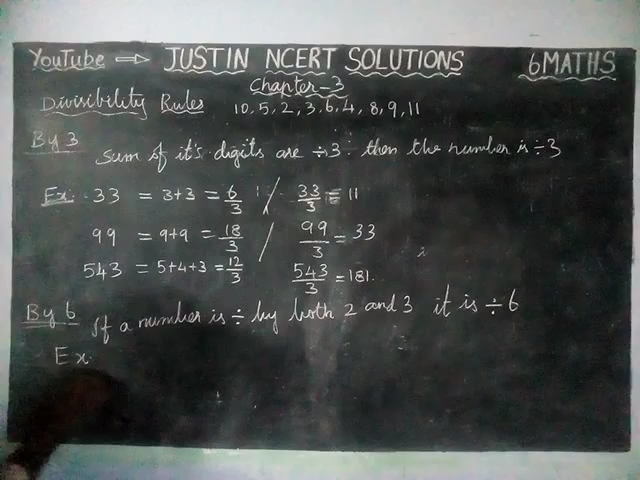 YouTube ⇒ JUSTIN NCERT SOLUTIONS 6MATHS
Chapter-3
Divisibility Rules 10,5,2,3,6,4,8,9,11
By 3
Sum of it's digits are ÷3. then the number is ÷3
Ex: 33 = 3+3 = 6/3 / 33/3 = 11
99 = 9+9 = 18/3 / 99/3 = 33
543 = 5+4+3 = 12/3 543/3 = 181.
By 6 If a number is ÷ by both 2 and 3 it is ÷6
Ex.